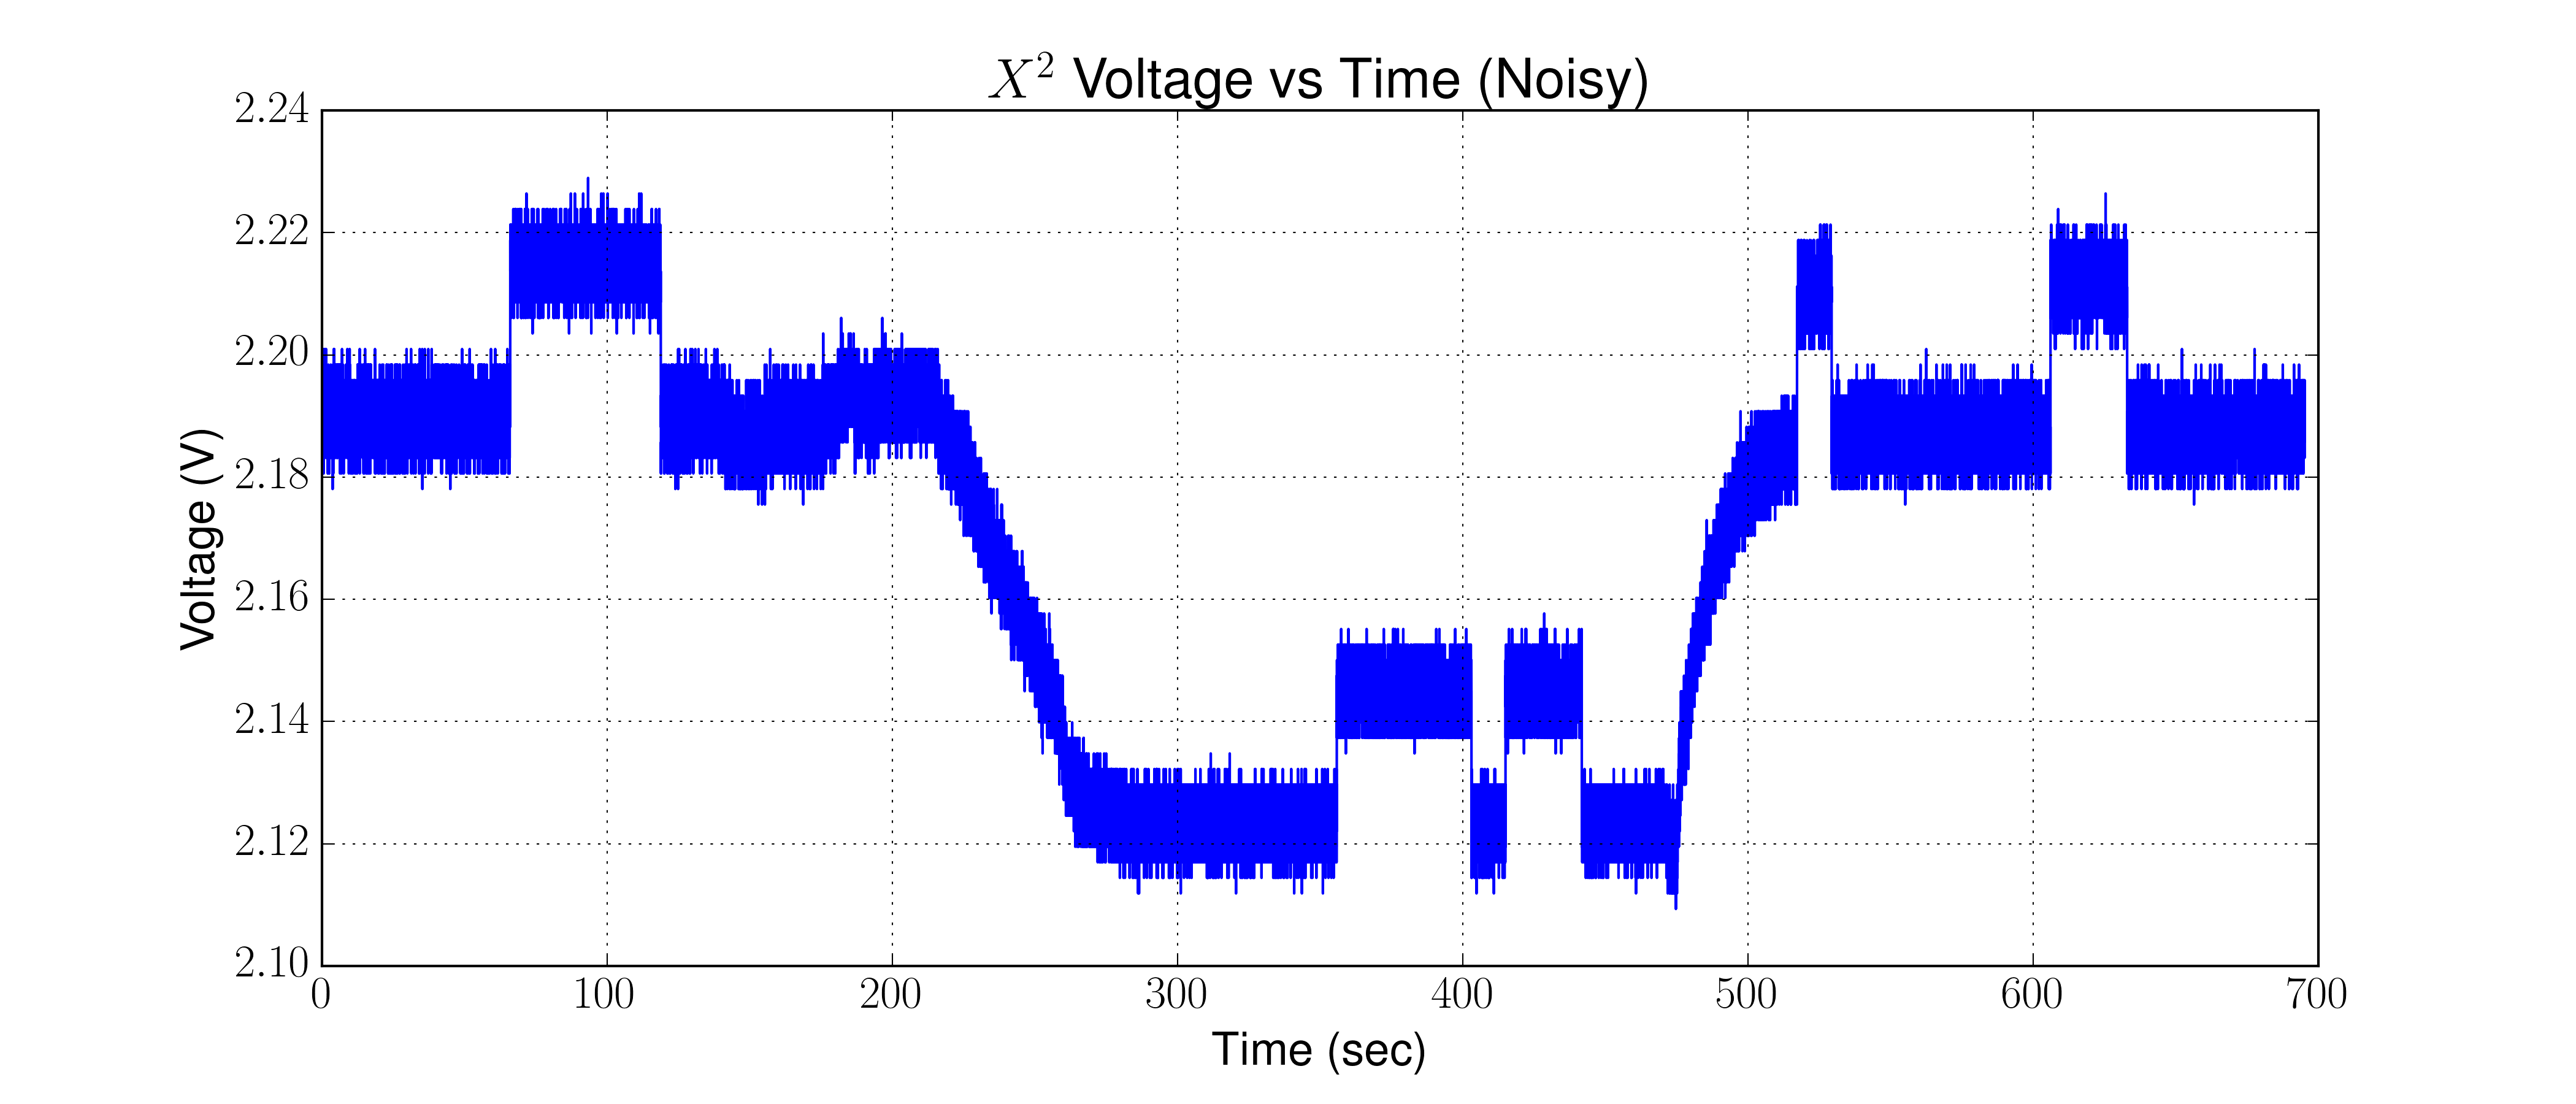 X² Voltage vs Time (Noisy)
Voltage (V)
2.24
2.22
2.20
2.18
2.16
2.14
2.12
2.10
0 100 200 300 400 500 600 700
Time (sec)